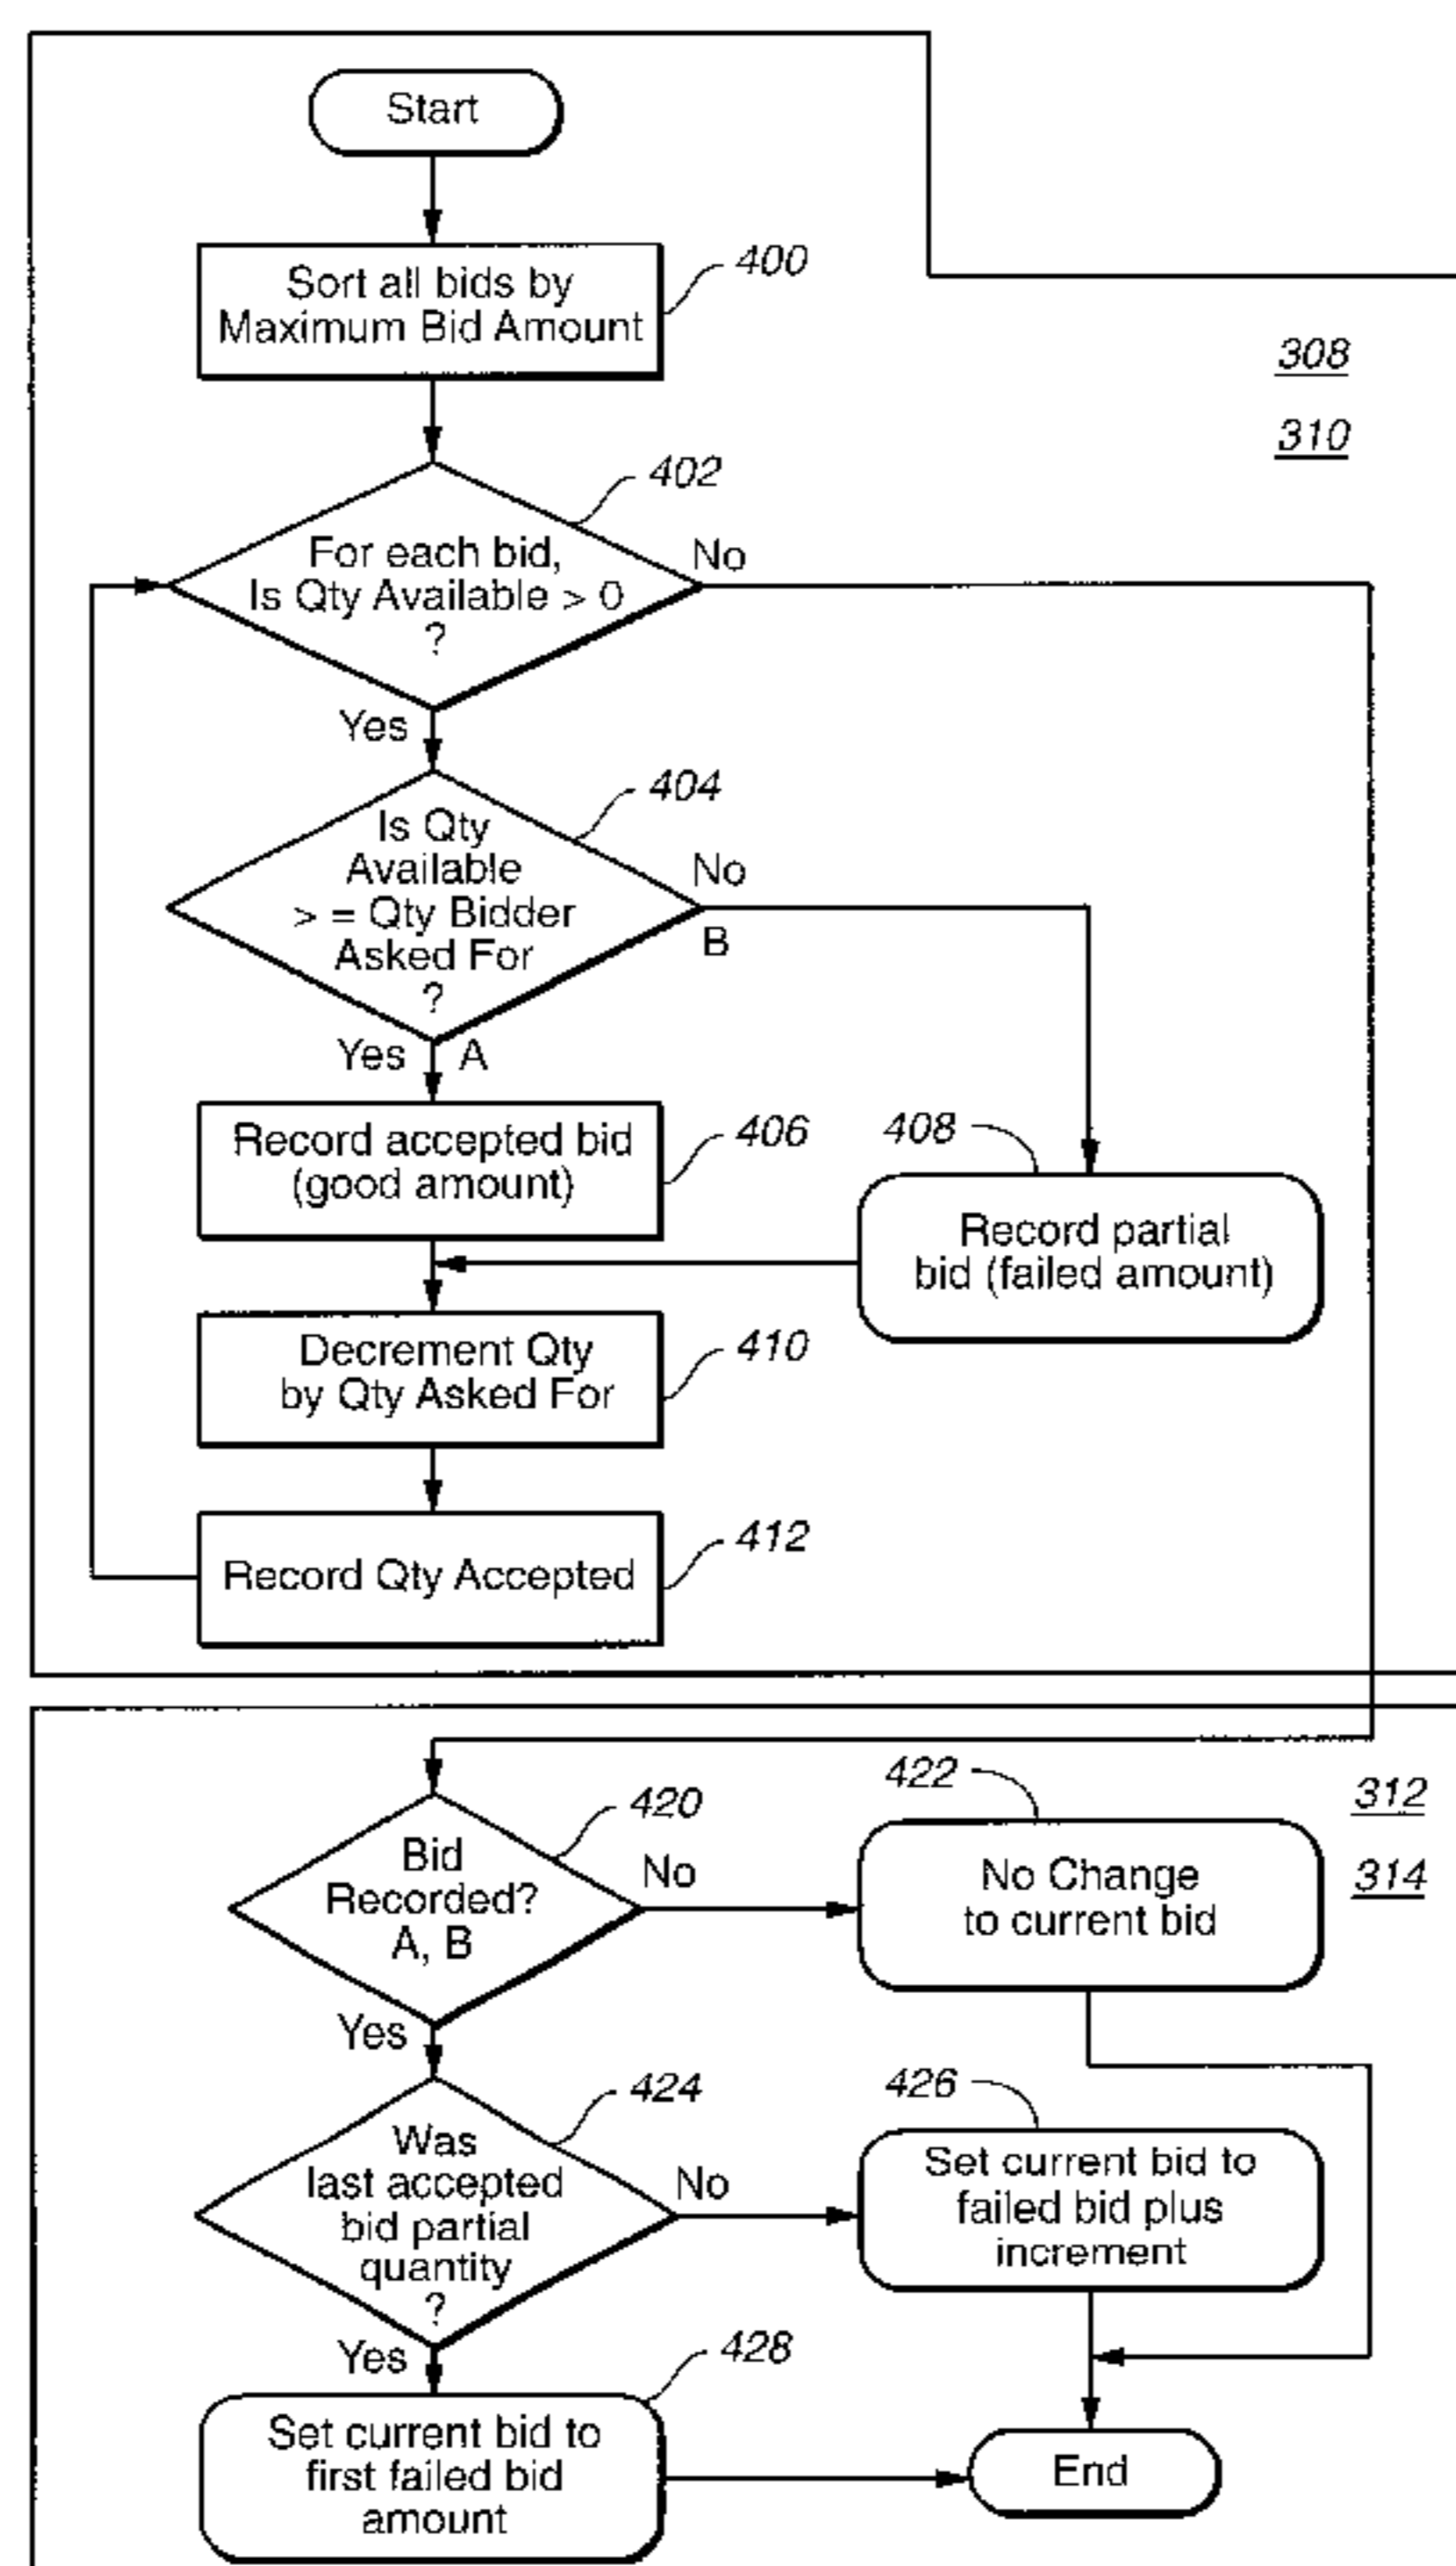 Start
Sort all bids by
Maximum Bid Amount
400
308
310
402
For each bid,
Is Qty Available > 0
?
No
Yes
404
Is Qty
Available
> = Qty Bidder
Asked For
?
No
B
Yes
A
Record accepted bid
(good amount)
406
408
Record partial
bid (failed amount)
Decrement Qty
by Qty Asked For
410
Record Qty Accepted
412
420
Bid
Recorded?
A, B
No
422
No Change
to current bid
312
314
Yes
424
Was
last accepted
bid partial
quantity
?
No
426
Set current bid to
failed bid plus
increment
Yes
428
Set current bid to
first failed bid
amount
End